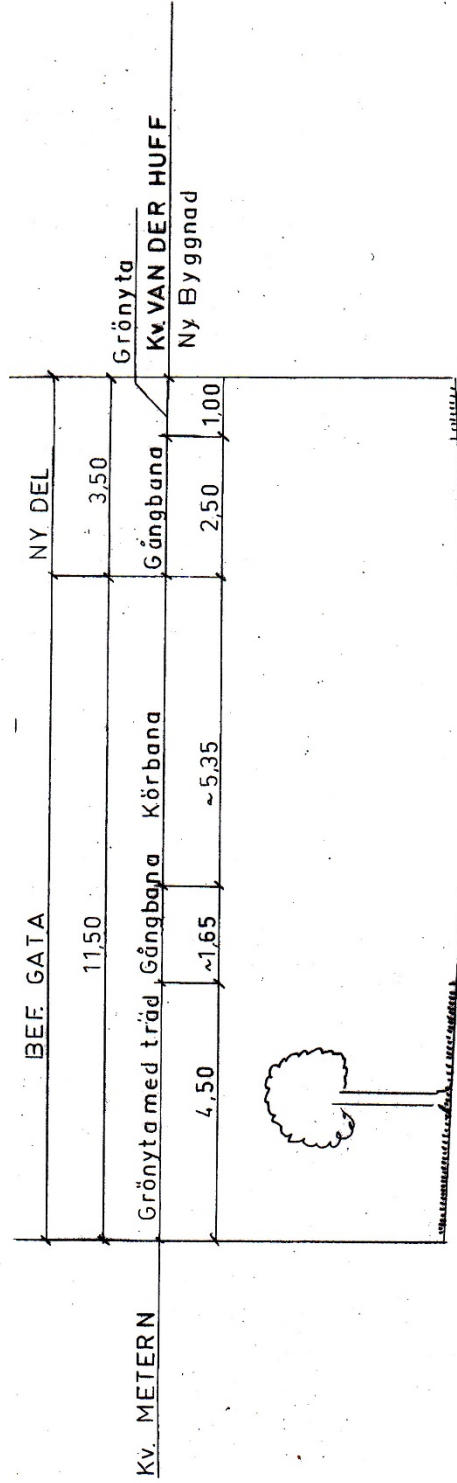 BEF. GATA
NY DEL
11,50
3,50
Grönyta
Kv. METERN
Grönyta med träd
Gångbana
Körbana
Gångbana
Kv. VAN DER HUFF
Ny Byggnad
4,50
~1,65
~5,35
2,50
1,00